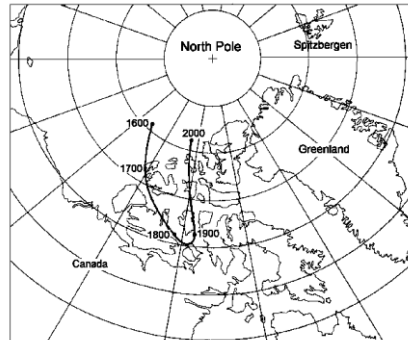 North Pole
Spitzbergen
1600
2000
Greenland
1700
1800
1900
Canada